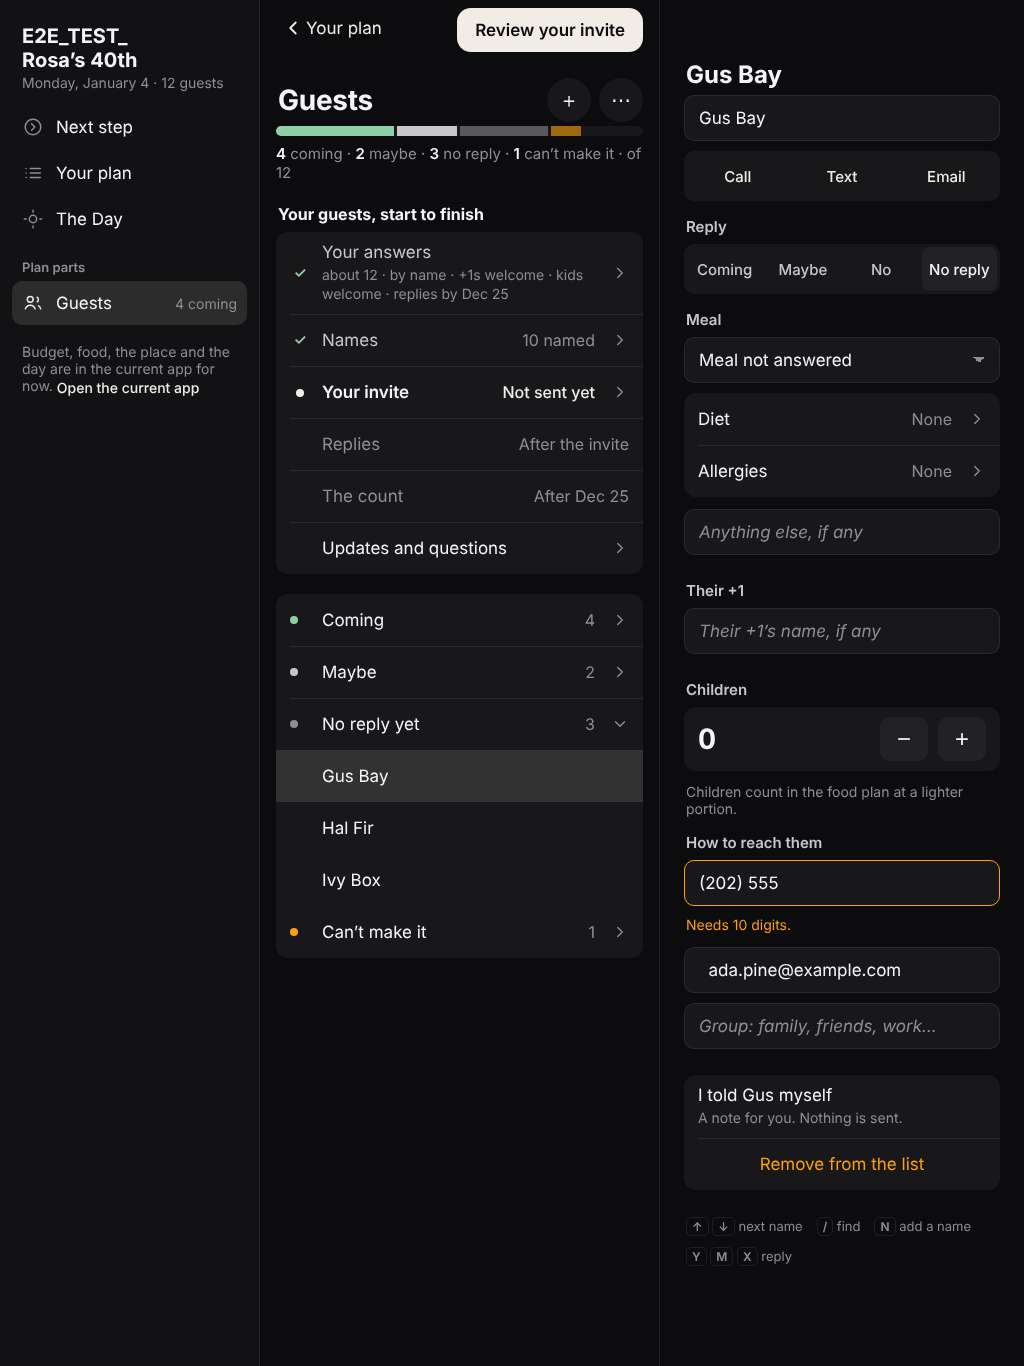 E2E_TEST_
Rosa’s 40th
Monday, January 4 · 12 guests
Next step
Your plan
The Day
Plan parts
Guests 4 coming
Budget, food, the place and the
day are in the current app for
now. Open the current app
Your plan
Review your invite
Guests
+ ···
4 coming · 2 maybe · 3 no reply · 1 can’t make it · of
12
Your guests, start to finish
Your answers
about 12 · by name · +1s welcome · kids
welcome · replies by Dec 25
Names 10 named
Your invite Not sent yet
Replies After the invite
The count After Dec 25
Updates and questions
Coming 4
Maybe 2
No reply yet 3
Gus Bay
Hal Fir
Ivy Box
Can’t make it 1
Gus Bay
Gus Bay
Call Text Email
Reply
Coming Maybe No No reply
Meal
Meal not answered
Diet None
Allergies None
Anything else, if any
Their +1
Their +1’s name, if any
Children
0 − +
Children count in the food plan at a lighter
portion.
How to reach them
(202) 555
Needs 10 digits.
ada.pine@example.com
Group: family, friends, work...
I told Gus myself
A note for you. Nothing is sent.
Remove from the list
↑ ↓ next name / find N add a name
Y M X reply